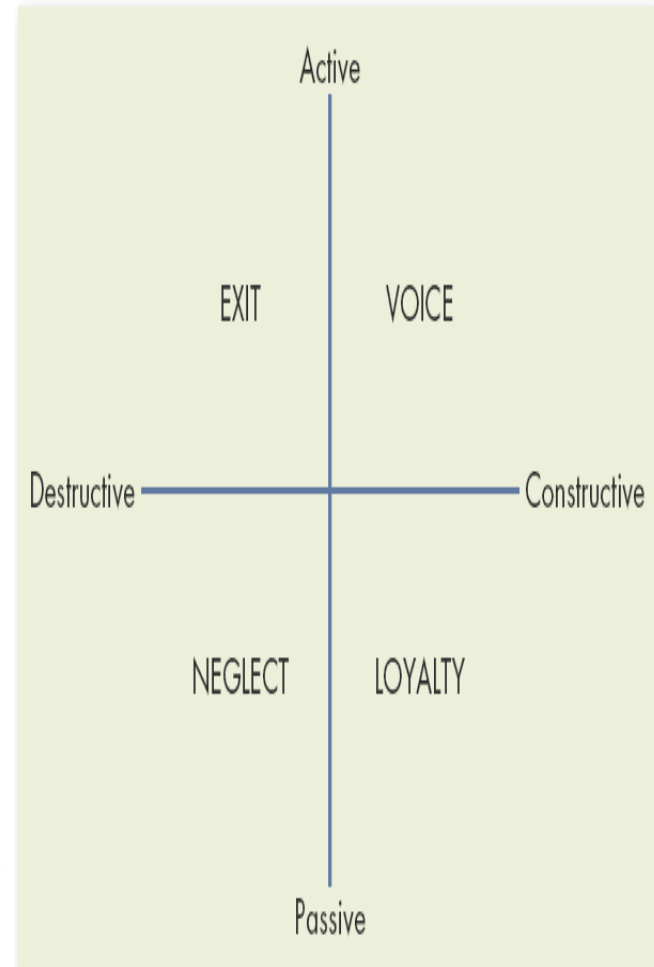 Active
EXIT VOICE
Destructive Constructive
NEGLECT LOYALTY
Passive